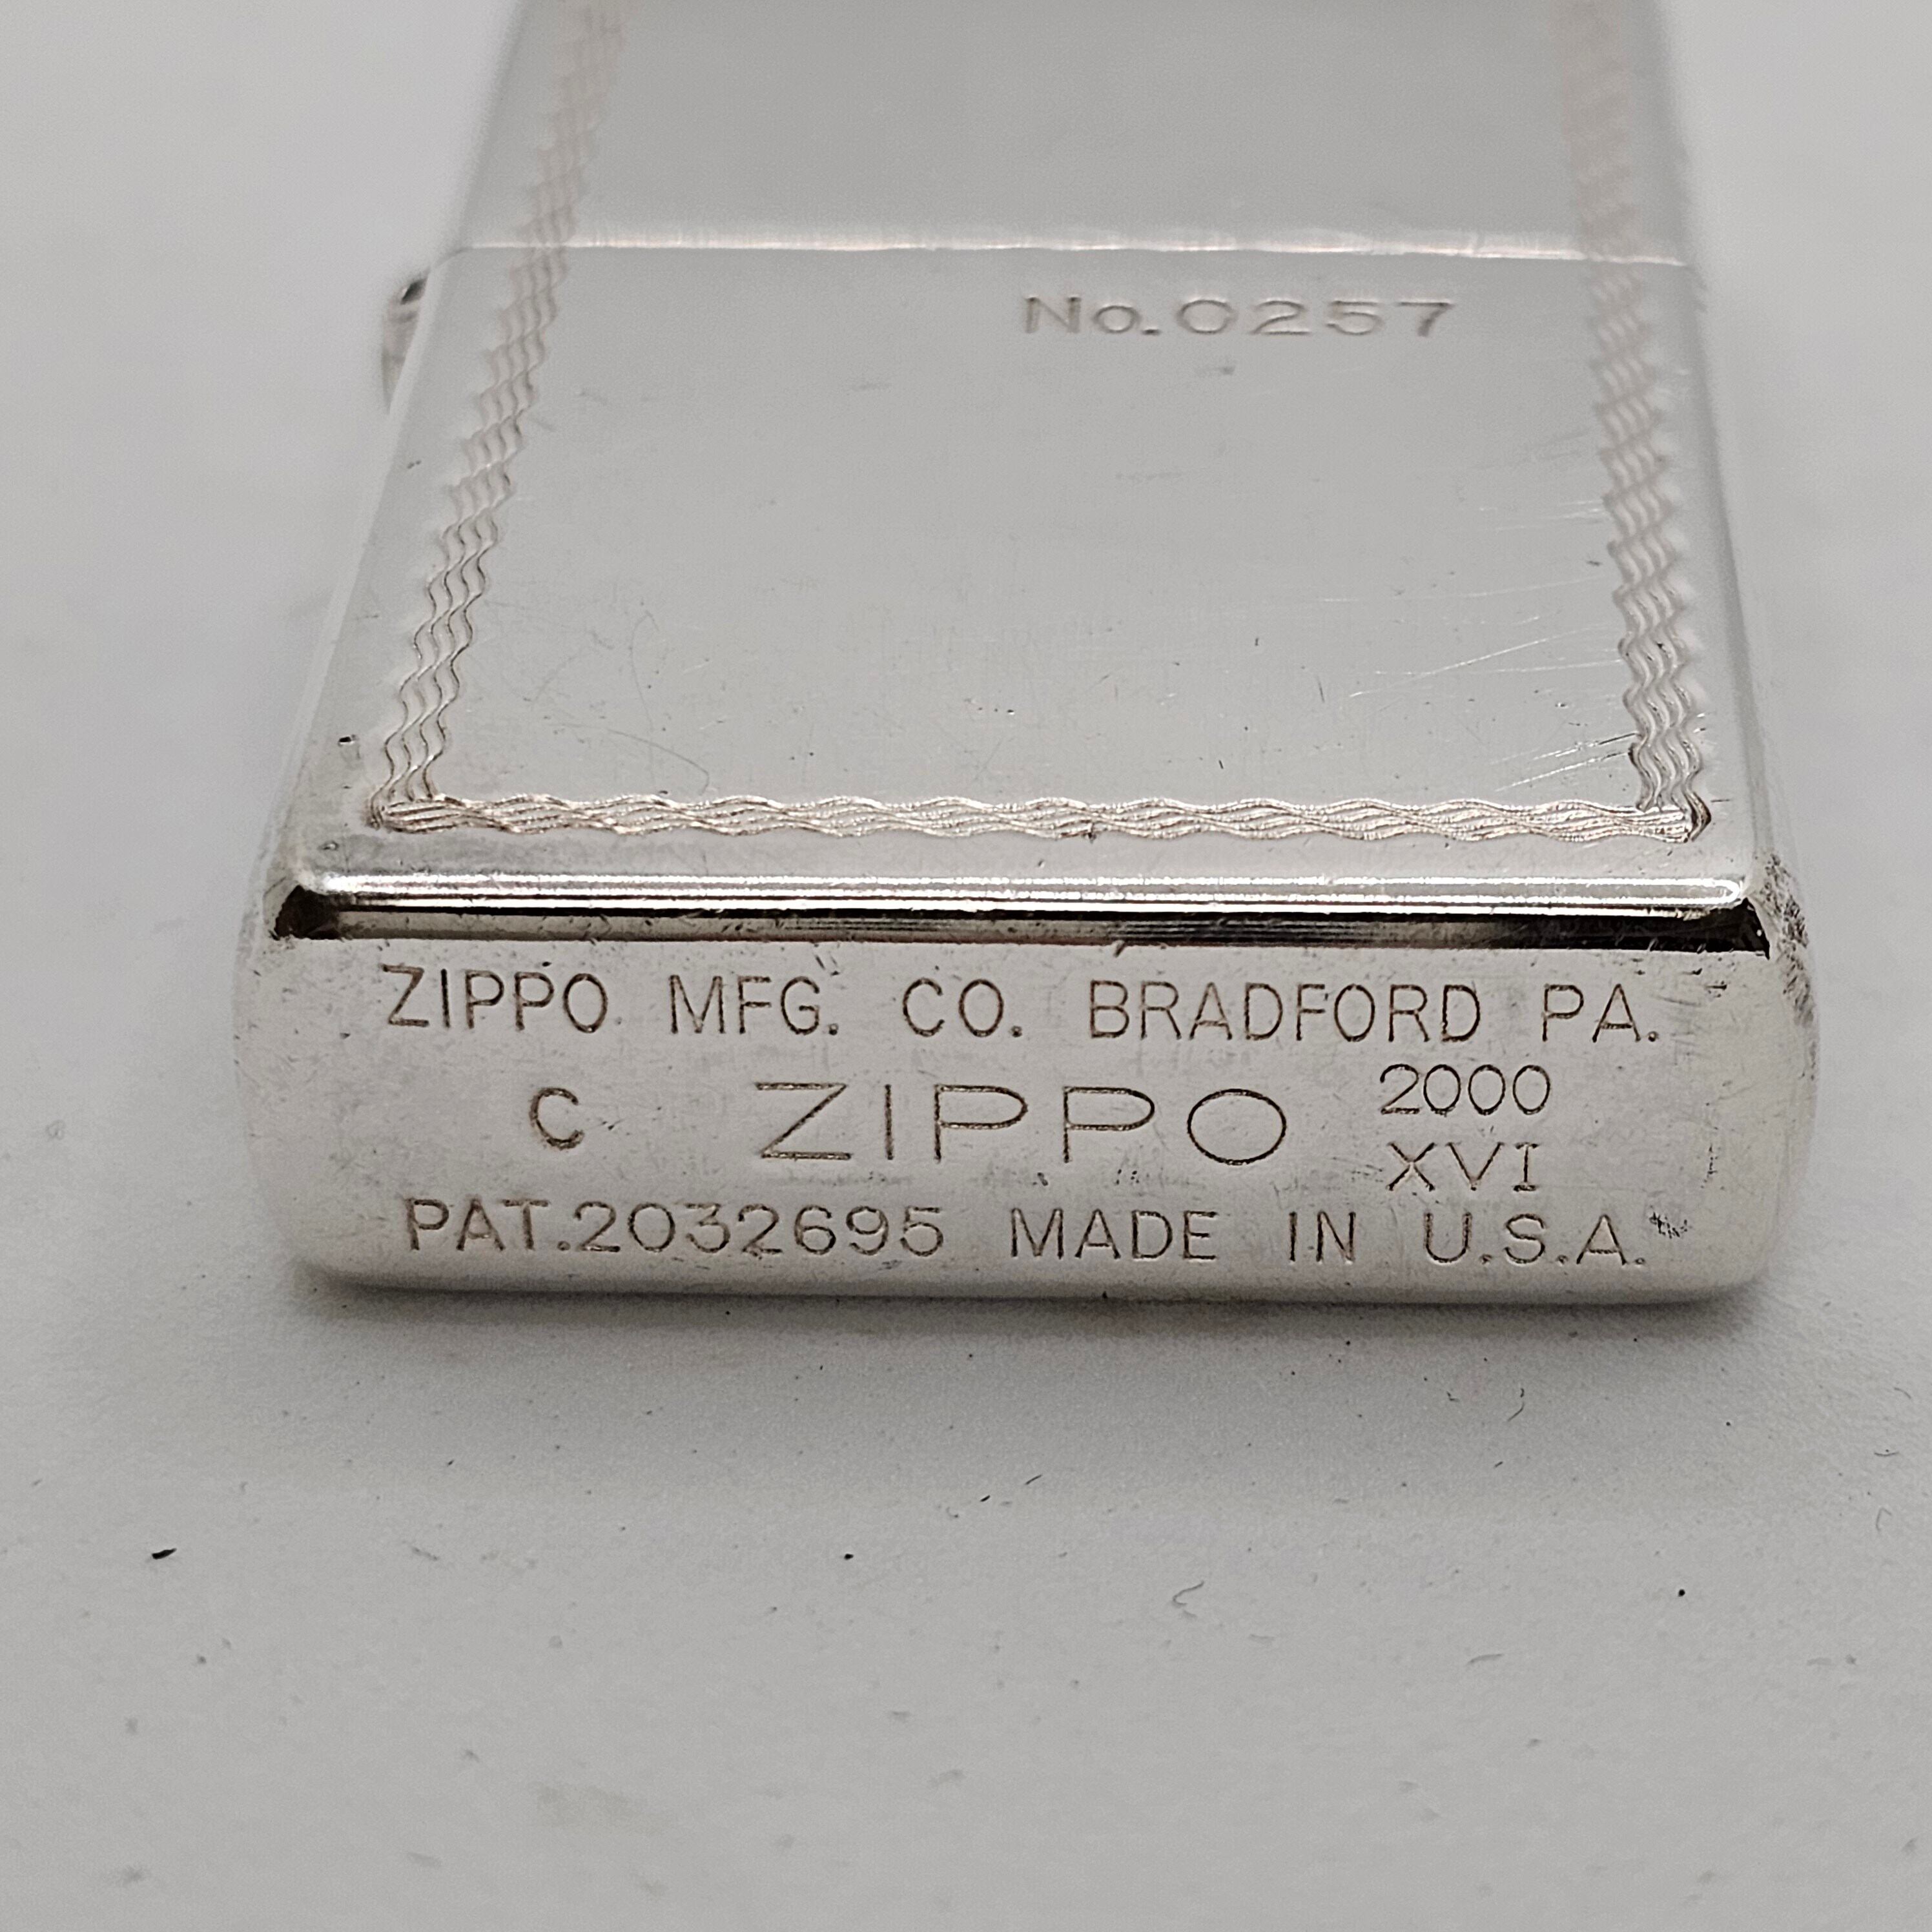 No.0257
ZIPPO MFG. CO. BRADFORD PA.
C ZIPPO 2000
XVI
PAT.2032695 MADE IN U.S.A.